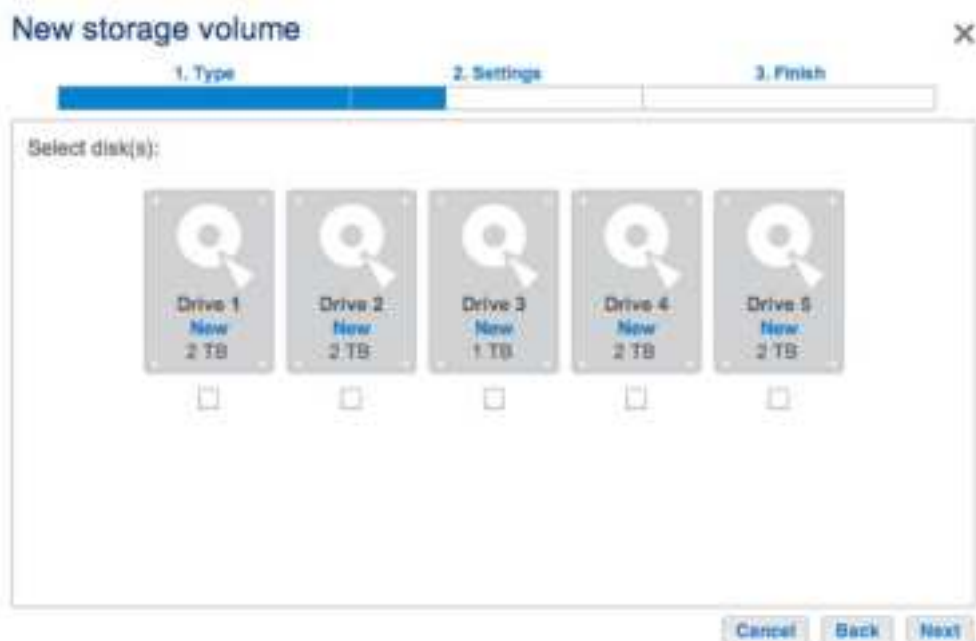 New storage volume
1. Type 2. Settings 3. Finish
Select disk(s):
Drive 1 Drive 2 Drive 3 Drive 4 Drive 5
New New New New New
2 TB 2 TB 1 TB 2 TB 2 TB
Cancel Back Next